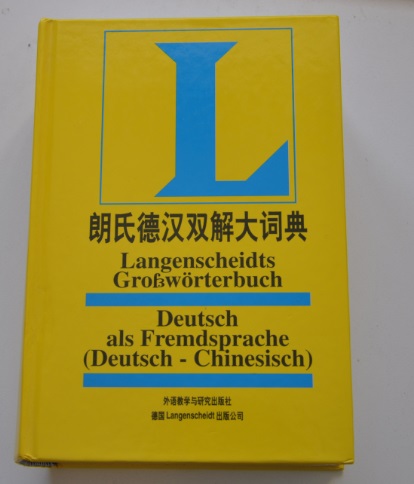 L
朗氏德汉双解大词典
Langenscheidts
Großwörterbuch
Deutsch
als Fremdsprache
(Deutsch - Chinesisch)
外语教学与研究出版社
德国 Langenscheidt 出版公司